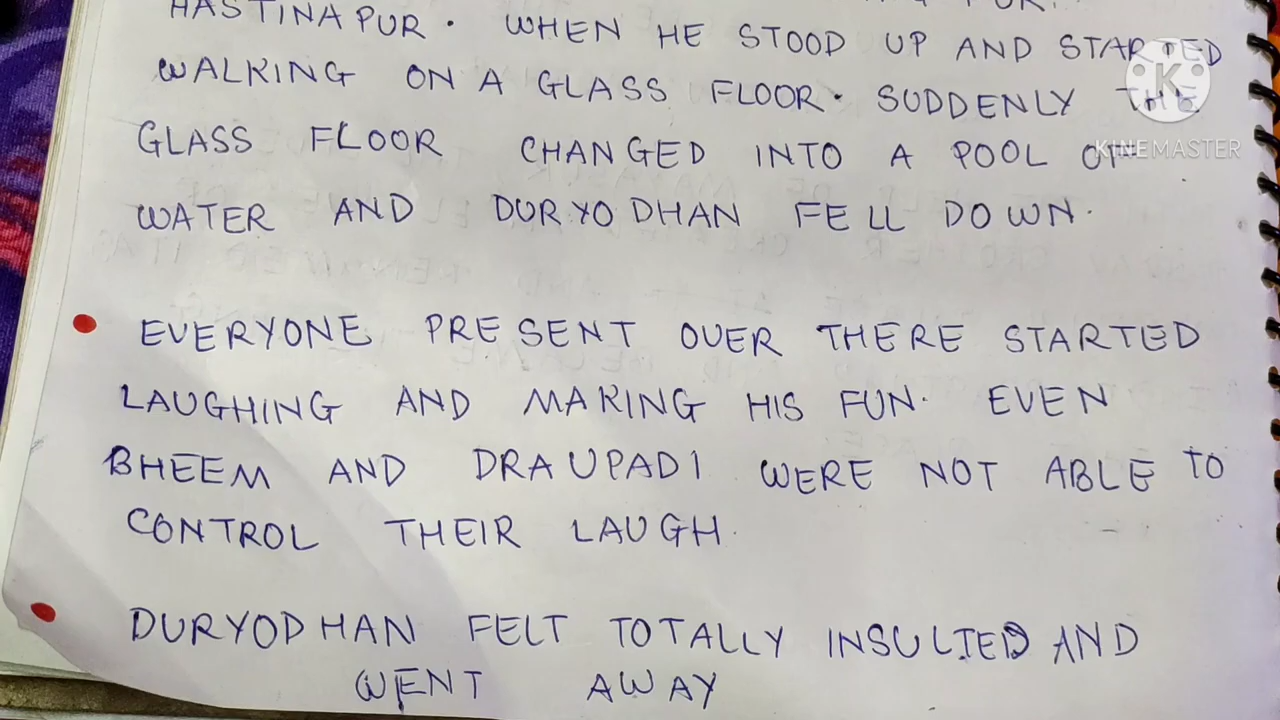 HASTINAPUR. WHEN HE STOOD UP AND STARTED
WALKING ON A GLASS FLOOR. SUDDENLY THE
GLASS FLOOR CHANGED INTO A POOL OF
KINEMASTER
WATER AND DURYODHAN FELL DOWN.
EVERYONE PRESENT OVER THERE STARTED
LAUGHING AND MAKING HIS FUN. EVEN
BHEEM AND DRAUPADI WERE NOT ABLE TO
CONTROL THEIR LAUGH.
DURYODHAN FELT TOTALLY INSULTED AND
WENT AWAY